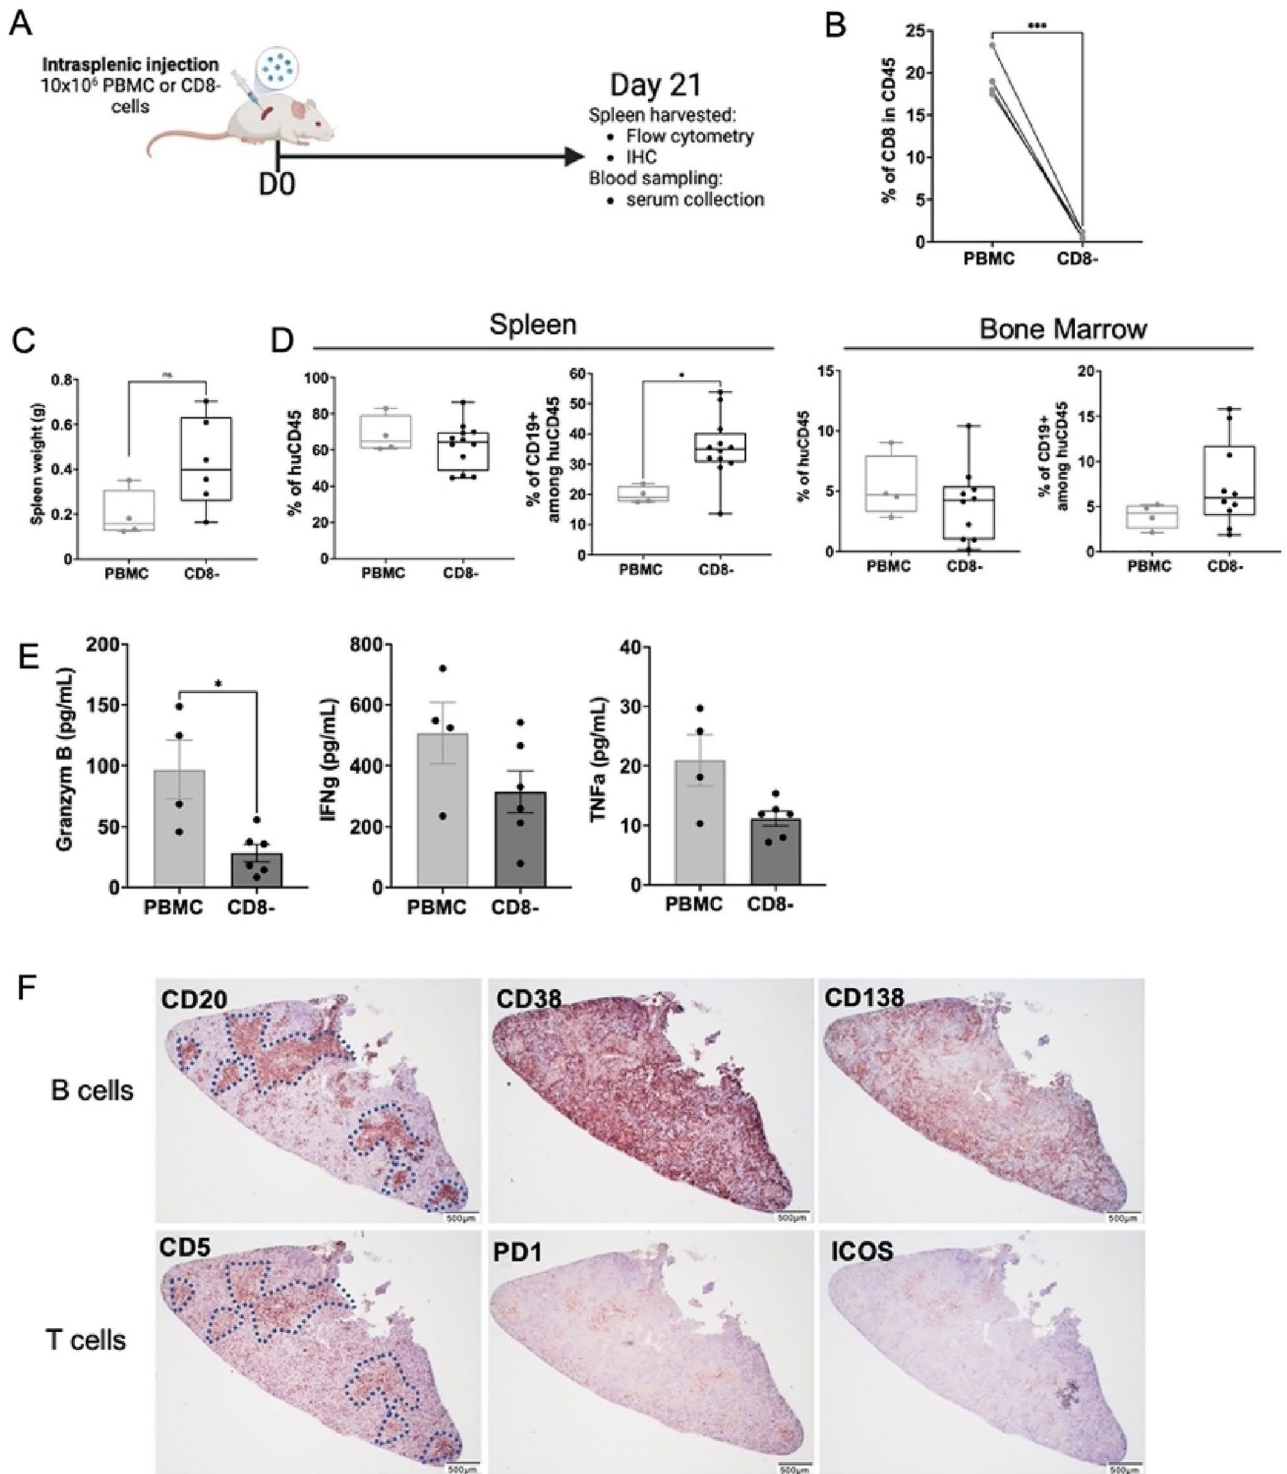 A
Intrasplenic injection
10x10⁶ PBMC or CD8-
cells
D0
Day 21
Spleen harvested:
• Flow cytometry
• IHC
Blood sampling:
• serum collection
B
% of CD8 in CD45
25
20
15
10
5
0
***
PBMC
CD8-
C
Spleen weight (g)
0.8
0.6
0.4
0.2
0
ns
PBMC
CD8-
D
Spleen
% of huCD45
100
80
60
40
20
0
PBMC
CD8-
% of CD19+
among huCD45
60
50
40
30
20
10
0
*
PBMC
CD8-
Bone Marrow
% of huCD45
15
10
5
0
PBMC
CD8-
% of CD19+
among huCD45
20
15
10
5
0
PBMC
CD8-
E
Granzym B (pg/mL)
200
150
100
50
0
*
PBMC
CD8-
IFNg (pg/mL)
800
600
400
200
0
PBMC
CD8-
TNFa (pg/mL)
40
30
20
10
0
PBMC
CD8-
F
B cells
CD20
500µm
CD38
500µm
CD138
500µm
T cells
CD5
500µm
PD1
500µm
ICOS
500µm